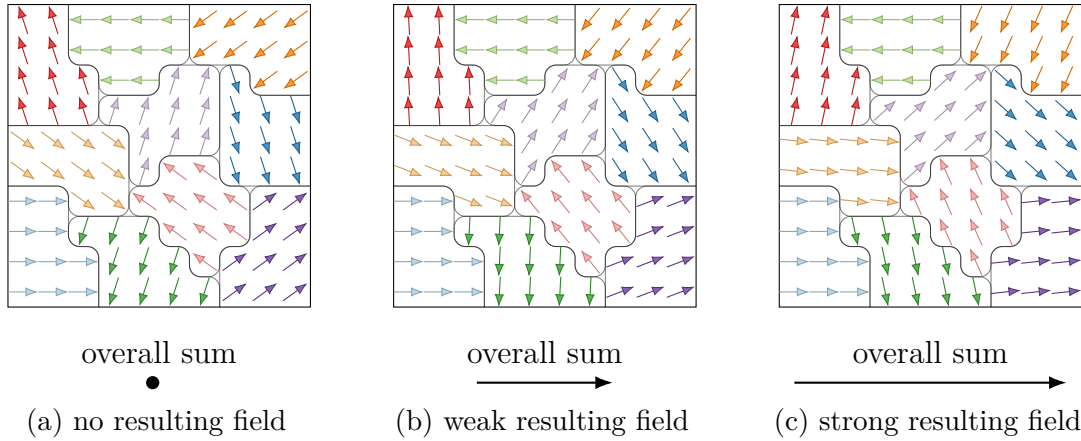 overall sum
overall sum
overall sum
(a) no resulting field
(b) weak resulting field
(c) strong resulting field